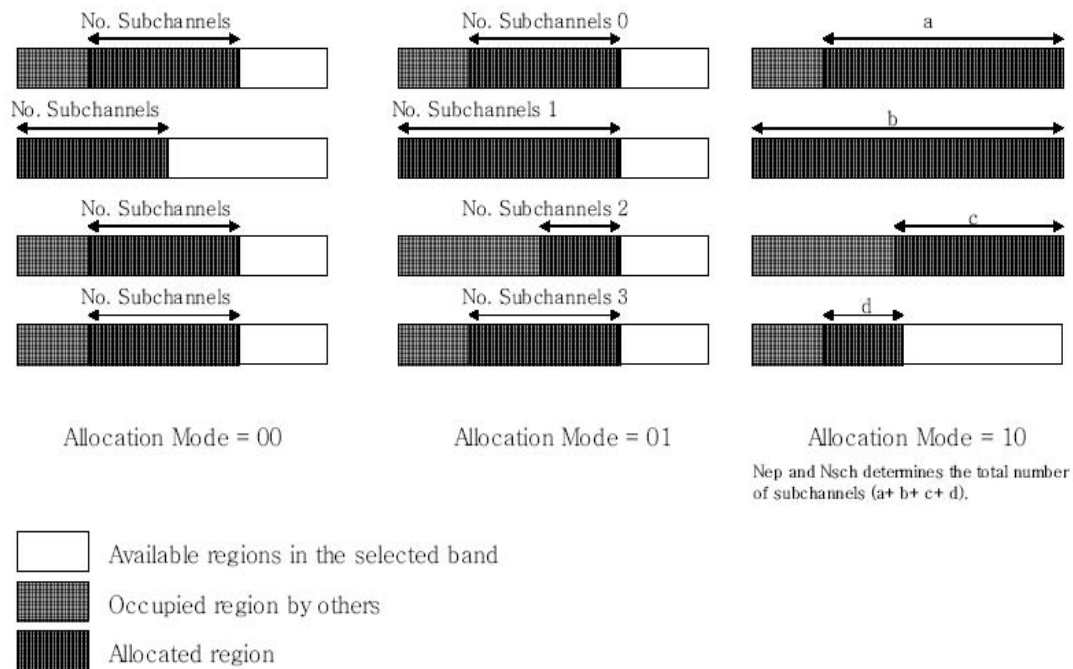 No. Subchannels
No. Subchannels 0
a
No. Subchannels
No. Subchannels 1
b
No. Subchannels
No. Subchannels 2
c
No. Subchannels
No. Subchannels 3
d
Allocation Mode = 00
Allocation Mode = 01
Allocation Mode = 10
Nep and Nsch determines the total number
of subchannels (a+ b+ c+ d).
Available regions in the selected band
Occupied region by others
Allocated region